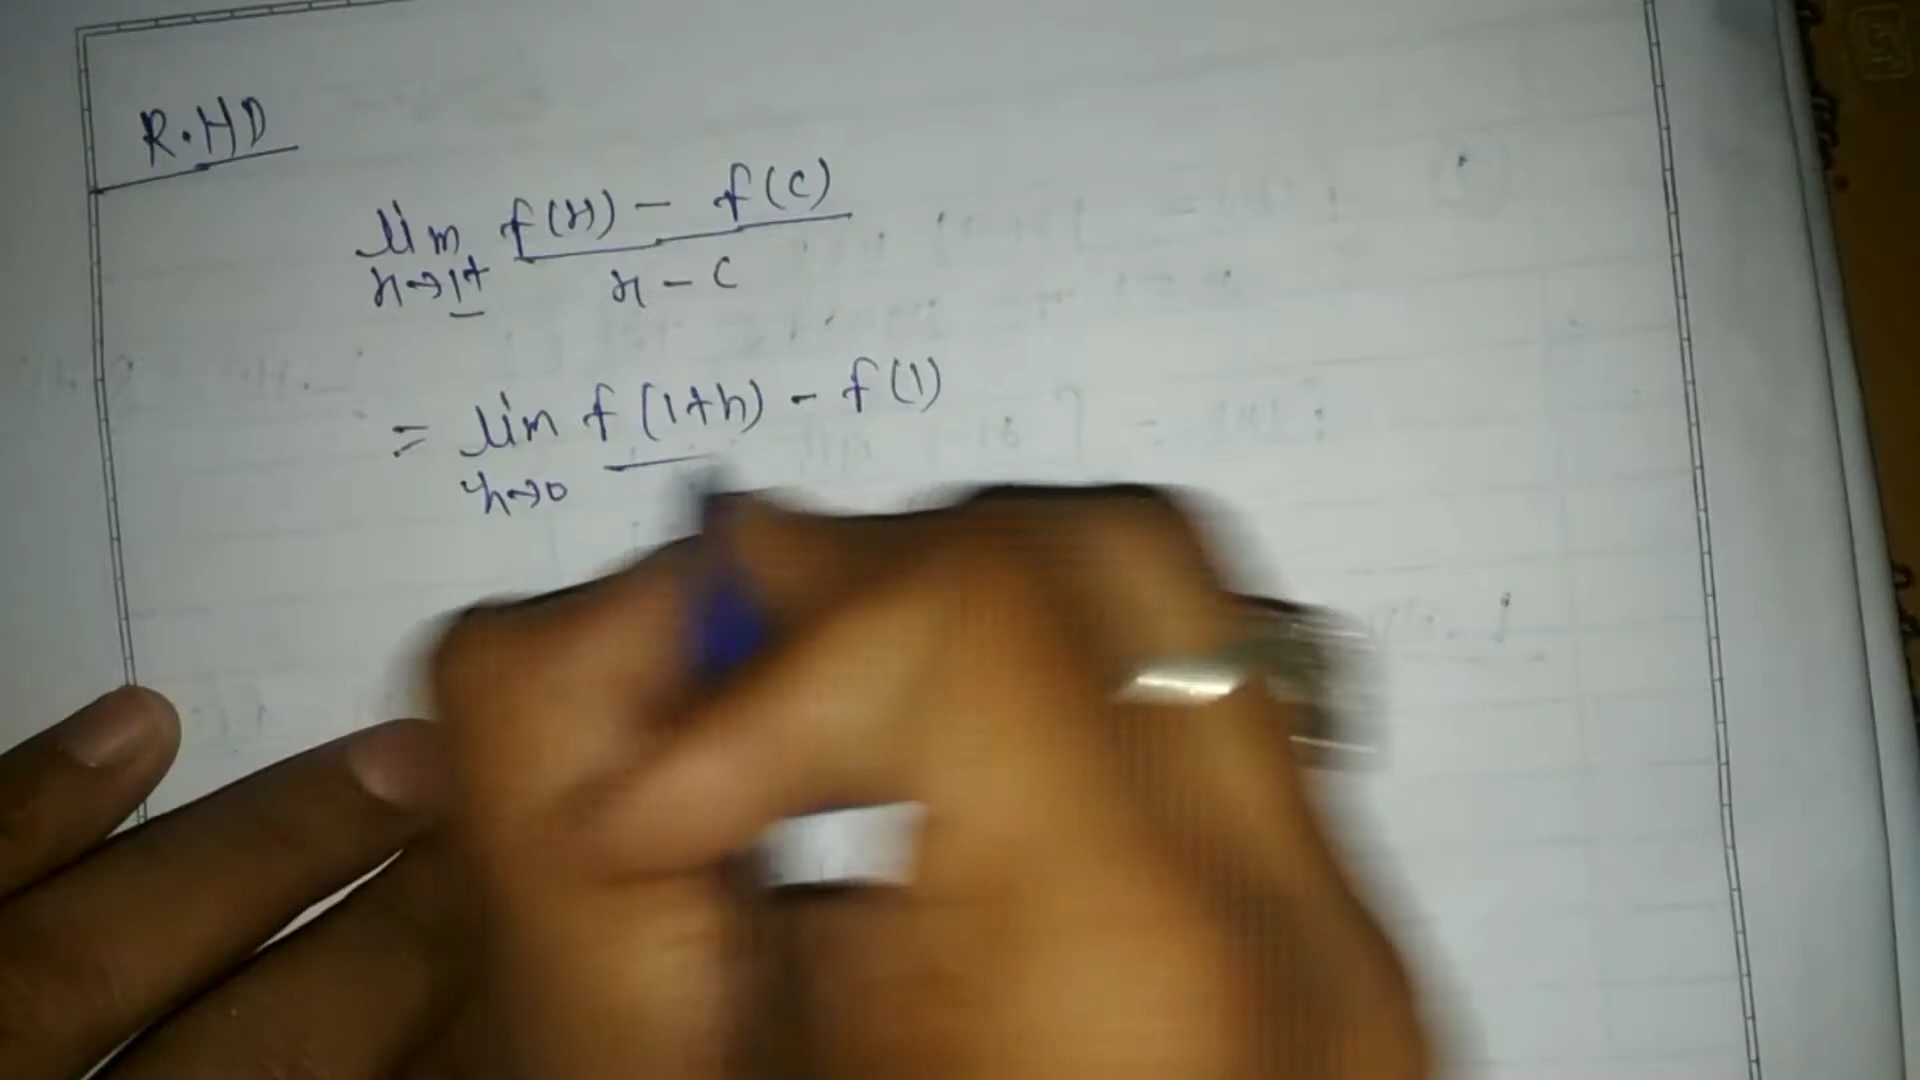 R.HD
lim f(x) - f(c)
x→1+ x - c
= lim f(1+h) - f(1)
h→0